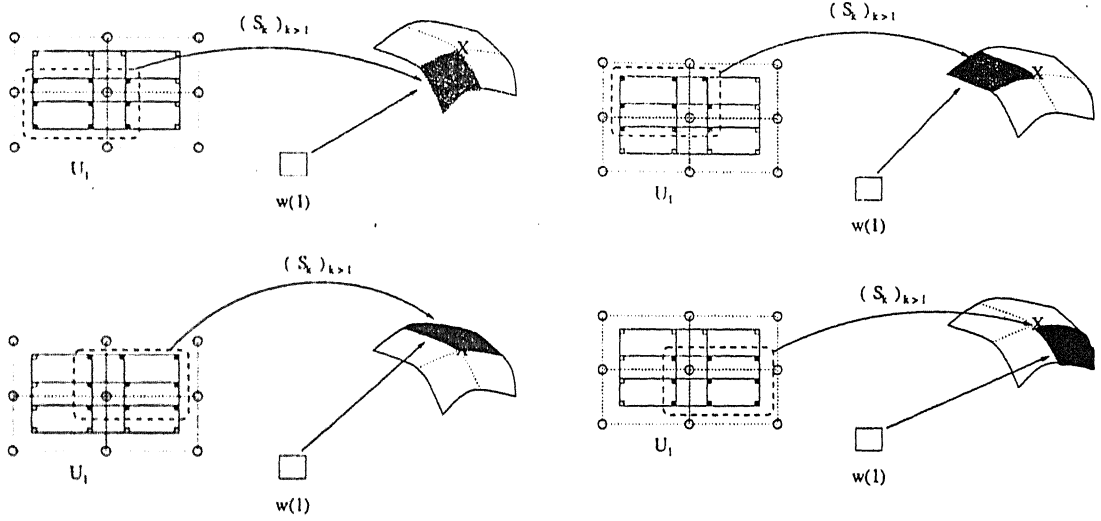 ( S_k )_{k>1}
X
U_1
w(1)
( S_k )_{k>1}
X
U_1
w(1)
( S_k )_{k>1}
X
U_1
w(1)
( S_k )_{k>1}
X
U_1
w(1)